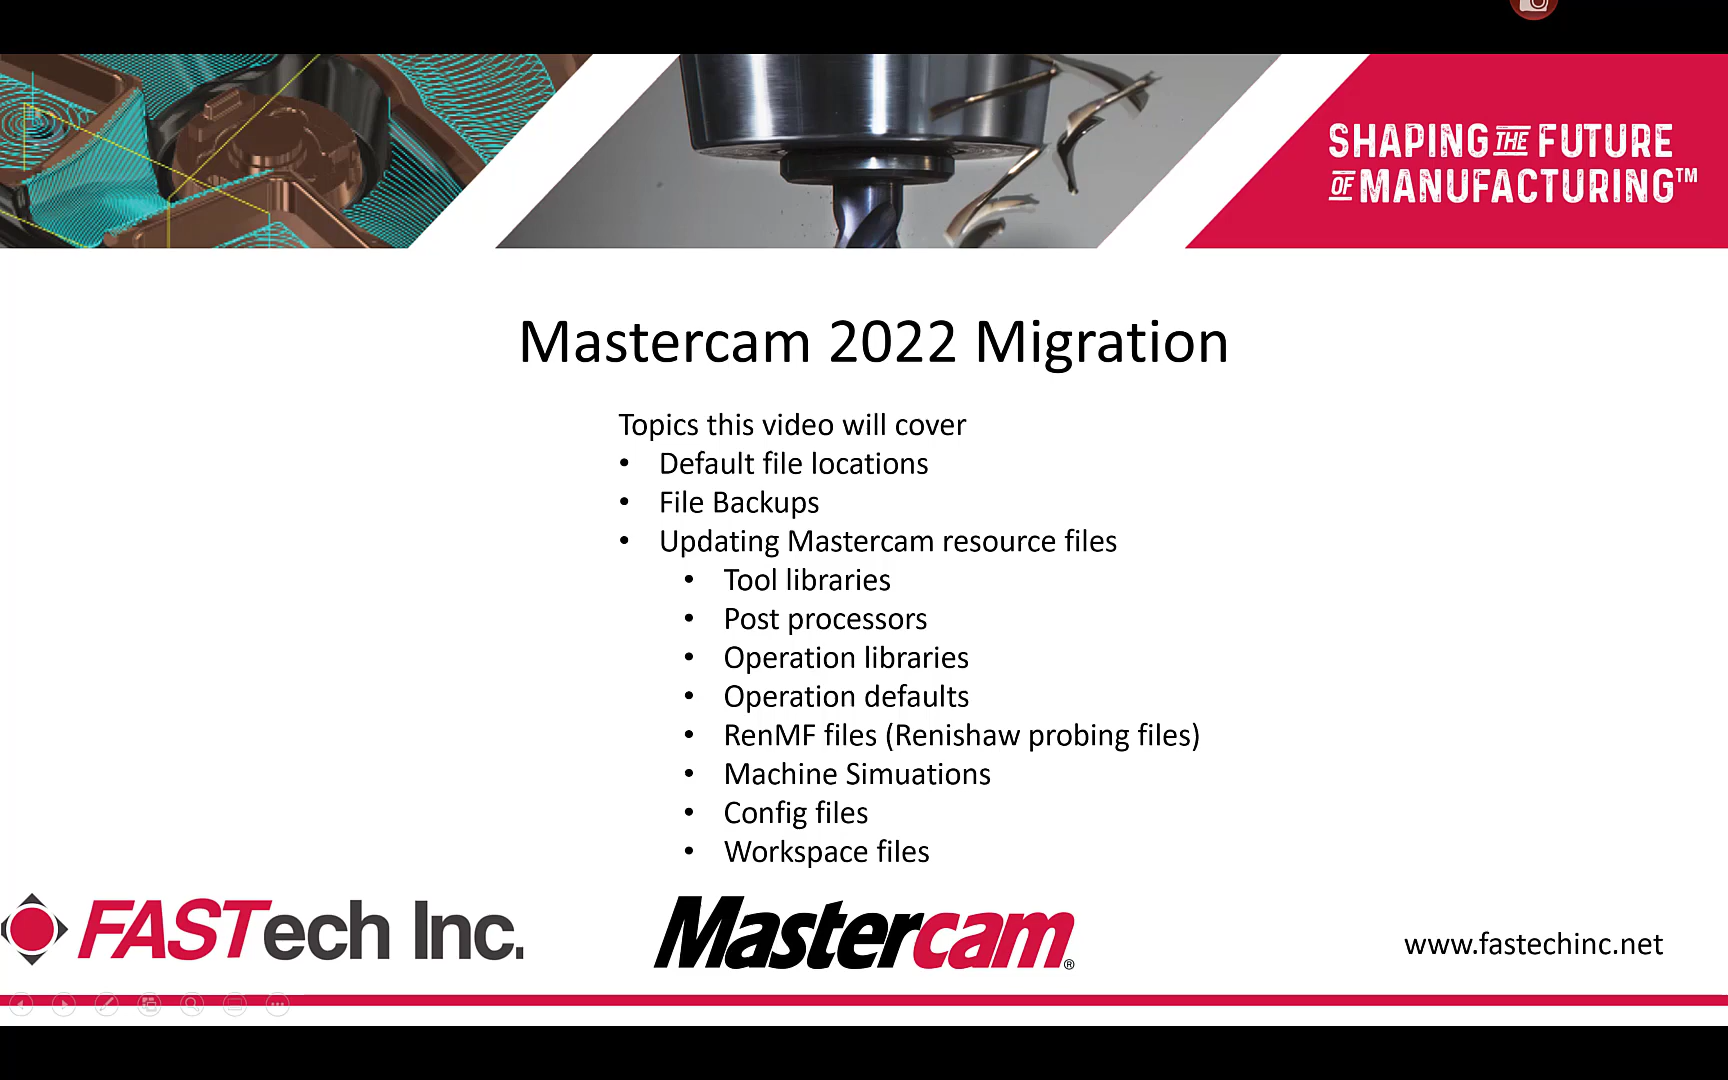 SHAPING THE FUTURE
OF MANUFACTURING™
Mastercam 2022 Migration
Topics this video will cover
• Default file locations
• File Backups
• Updating Mastercam resource files
• Tool libraries
• Post processors
• Operation libraries
• Operation defaults
• RenMF files (Renishaw probing files)
• Machine Simuations
• Config files
• Workspace files
FASTech Inc.
Mastercam®
www.fastechinc.net